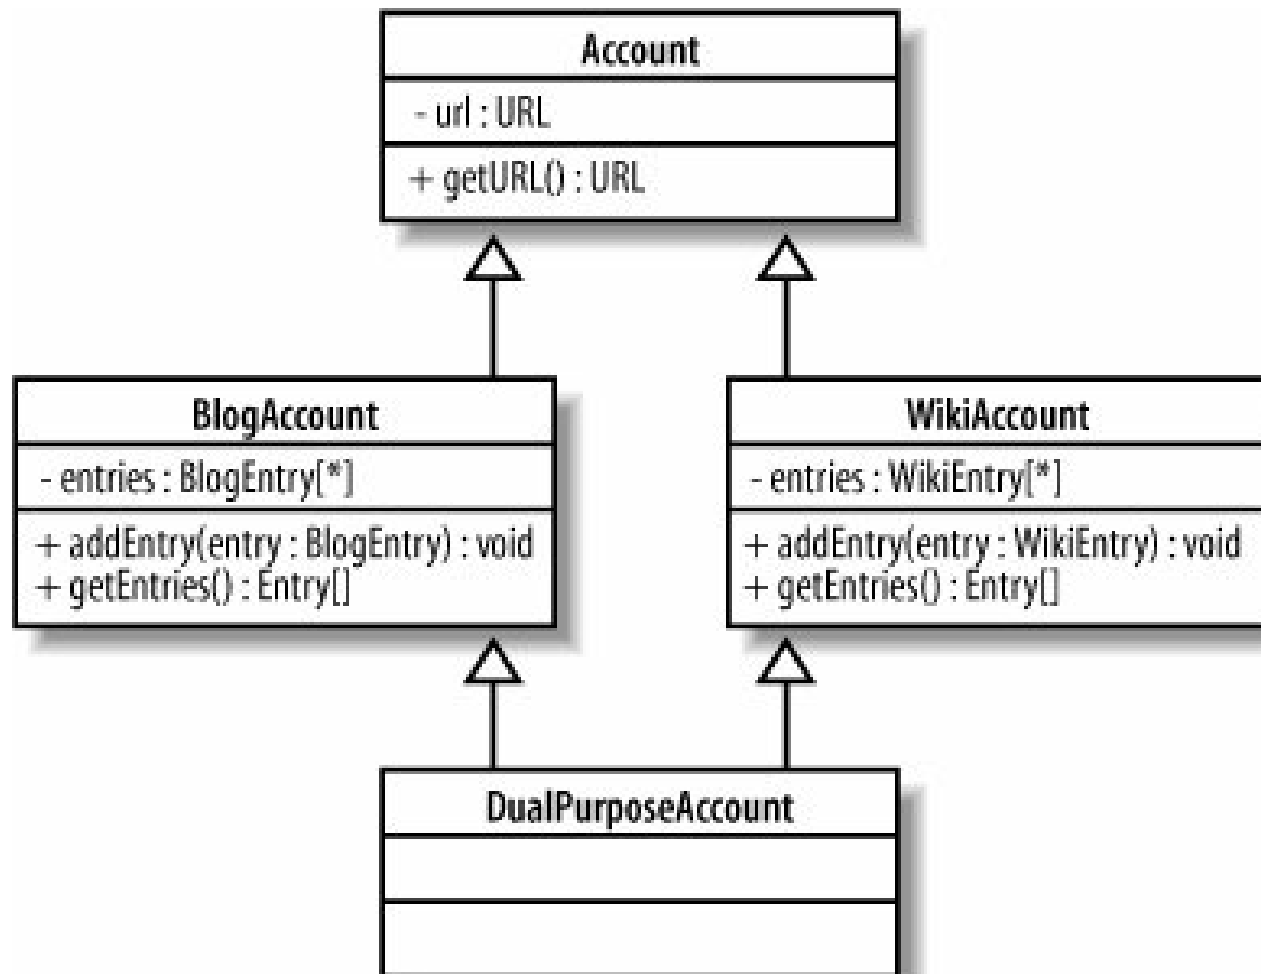 Account
- url : URL
+ getURL() : URL
BlogAccount
- entries : BlogEntry[*]
+ addEntry(entry : BlogEntry) : void
+ getEntries() : Entry[]
WikiAccount
- entries : WikiEntry[*]
+ addEntry(entry : WikiEntry) : void
+ getEntries() : Entry[]
DualPurposeAccount